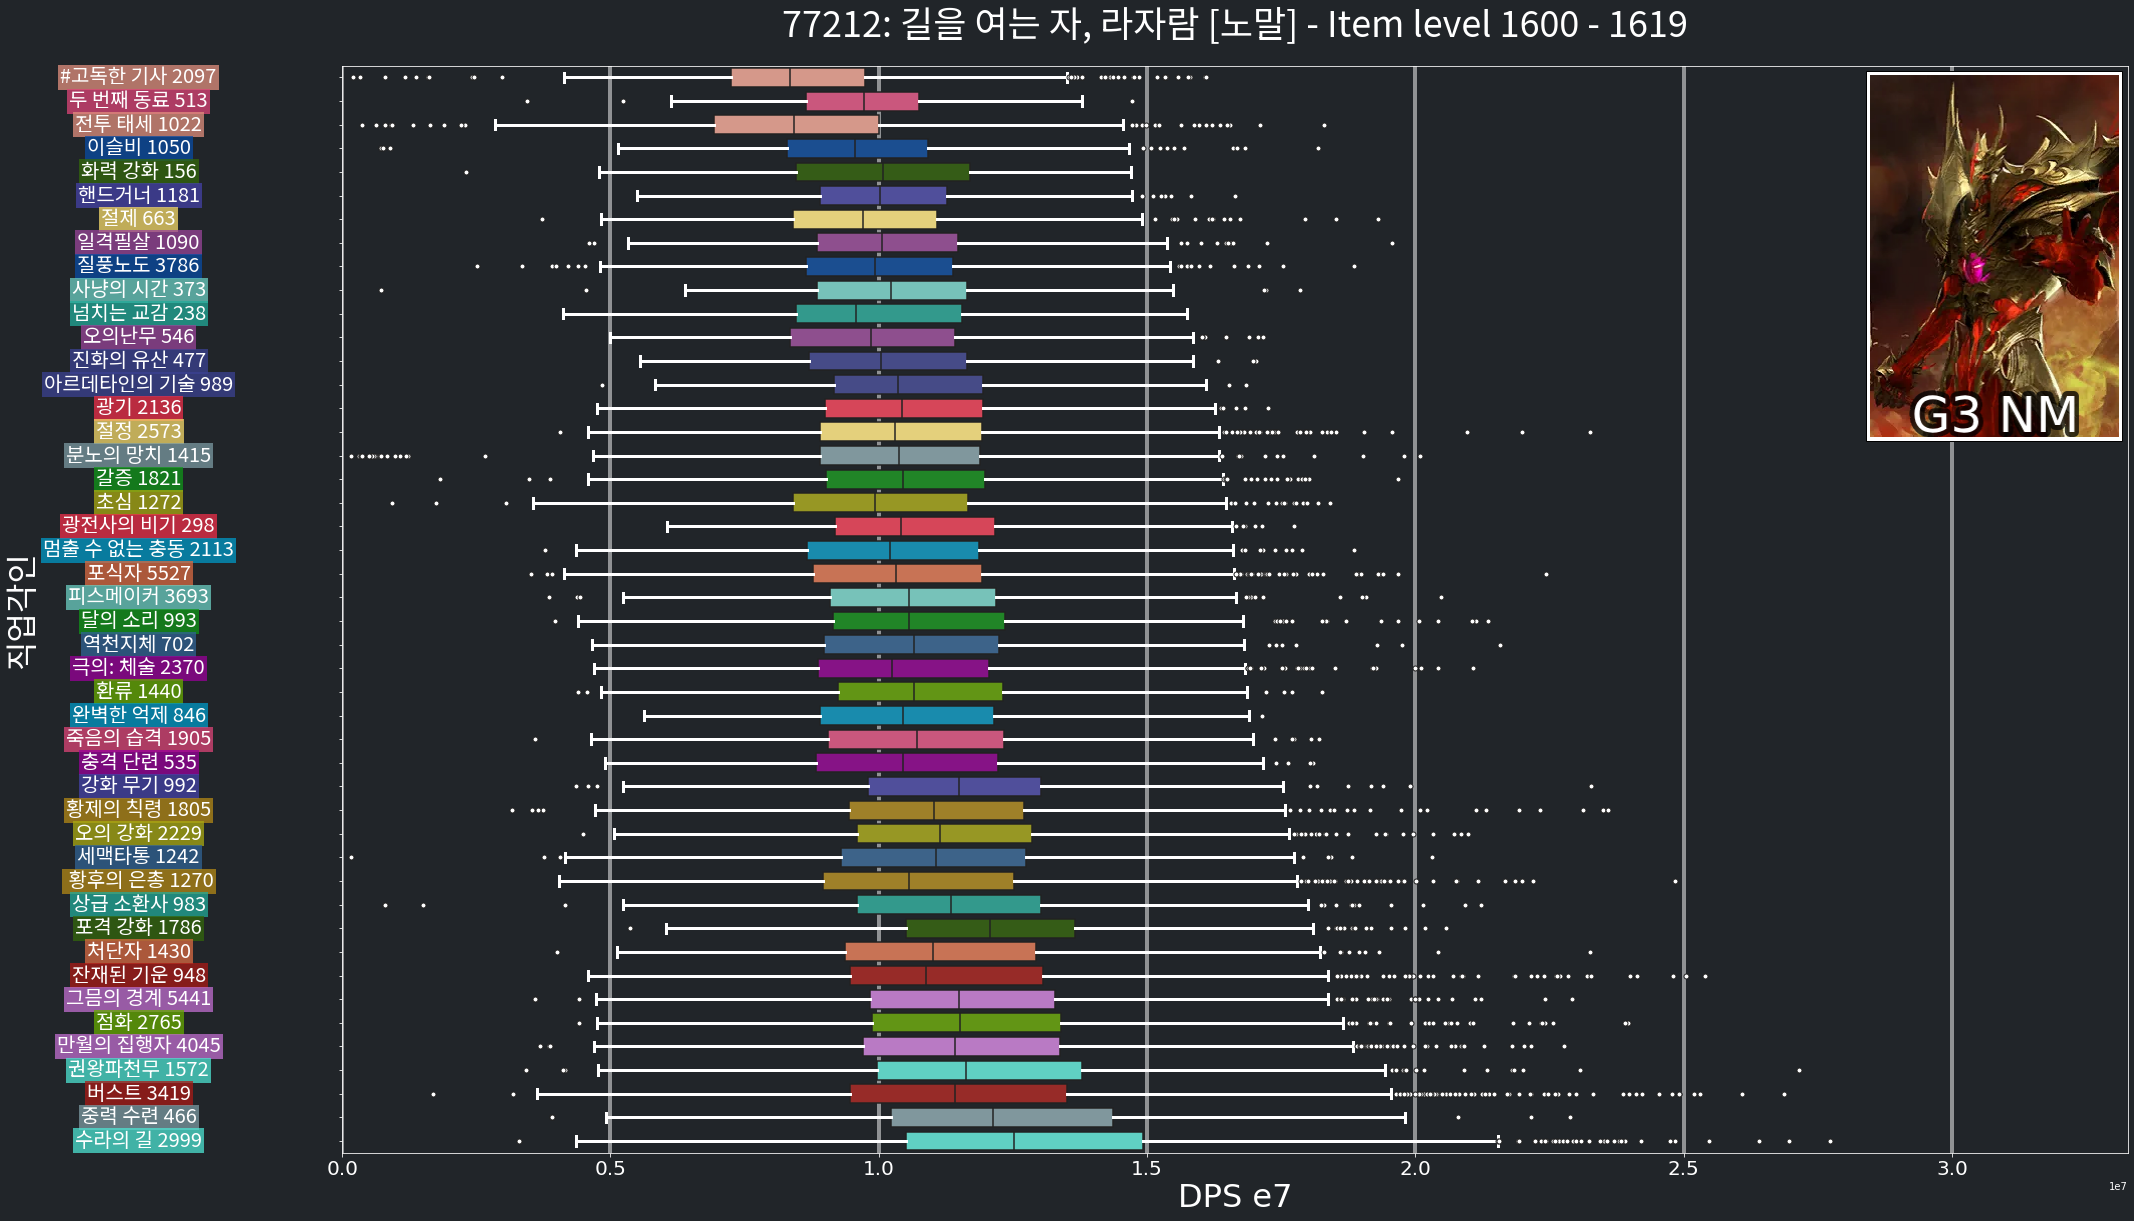 77212: 길을 여는 자, 라자람 [노말] - Item level 1600 - 1619
#고독한 기사 2097
두 번째 동료 513
전투 태세 1022
이슬비 1050
화력 강화 156
핸드거너 1181
절제 663
일격필살 1090
질풍노도 3786
사냥의 시간 373
넘치는 교감 238
오의난무 546
진화의 유산 477
아르데타인의 기술 989
광기 2136
절정 2573
분노의 망치 1415
갈증 1821
초심 1272
광전사의 비기 298
멈출 수 없는 충동 2113
포식자 5527
피스메이커 3693
달의 소리 993
역천지체 702
극의: 체술 2370
환류 1440
완벽한 억제 846
죽음의 습격 1905
충격 단련 535
강화 무기 992
황제의 칙령 1805
오의 강화 2229
세맥타통 1242
황후의 은총 1270
상급 소환사 983
포격 강화 1786
처단자 1430
잔재된 기운 948
그믐의 경계 5441
점화 2765
만월의 집행자 4045
권왕파천무 1572
버스트 3419
중력 수련 466
수라의 길 2999
직업각인
G3 NM
0.0 0.5 1.0 1.5 2.0 2.5 3.0
DPS e7
1e7